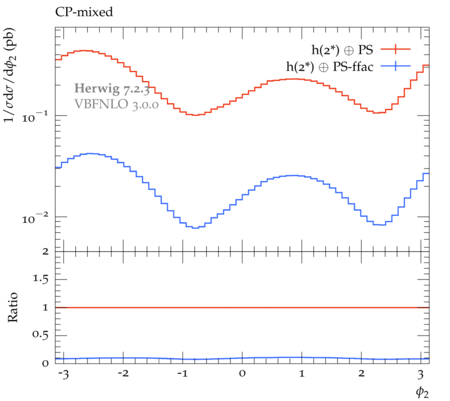 CP-mixed
1/σdσ/dϕ₂ (pb)
h(2*) ⊕ PS
h(2*) ⊕ PS-ffac
Herwig 7.2.3
VBFNLO 3.0.0
10⁻¹
10⁻²
Ratio
2
1.5
1
0.5
0
-3 -2 -1 0 1 2 3
ϕ₂